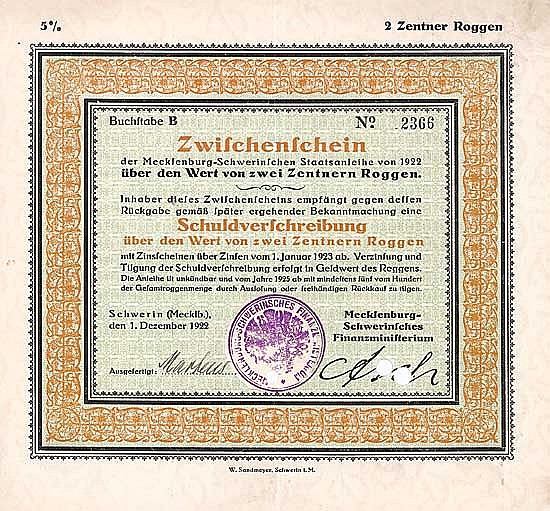 5%
2 Zentner Roggen
Buchstabe B
No. 2366
Zwischenschein
der Mecklenburg-Schwerinschen Staatsanleihe von 1922
über den Wert von zwei Zentnern Roggen.
Inhaber dieses Zwischenscheins empfängt gegen dessen
Rückgabe gemäß später ergehender Bekanntmachung eine
Schuldverschreibung
über den Wert von zwei Zentnern Roggen
mit Zinsscheinen über Zinsen vom 1. Januar 1923 ab. Verzinsung und
Tilgung der Schuldverschreibung erfolgt in Geldwert des Roggens.
Die Anleihe ist unkündbar und vom Jahre 1925 ab mit mindestens fünf vom Hundert
der Gesamtroggenmenge durch Auslosung oder freihändigen Rückkauf zu tilgen.
Schwerin (Mecklb.),
den 1. Dezember 1922
Mecklenburg-
Schwerinsches
Finanzministerium
MECKLENBURG-SCHWERINSCHES FINANZMINISTERIUM
Ausgefertigt:
W. Sandmeyer, Schwerin i. M.